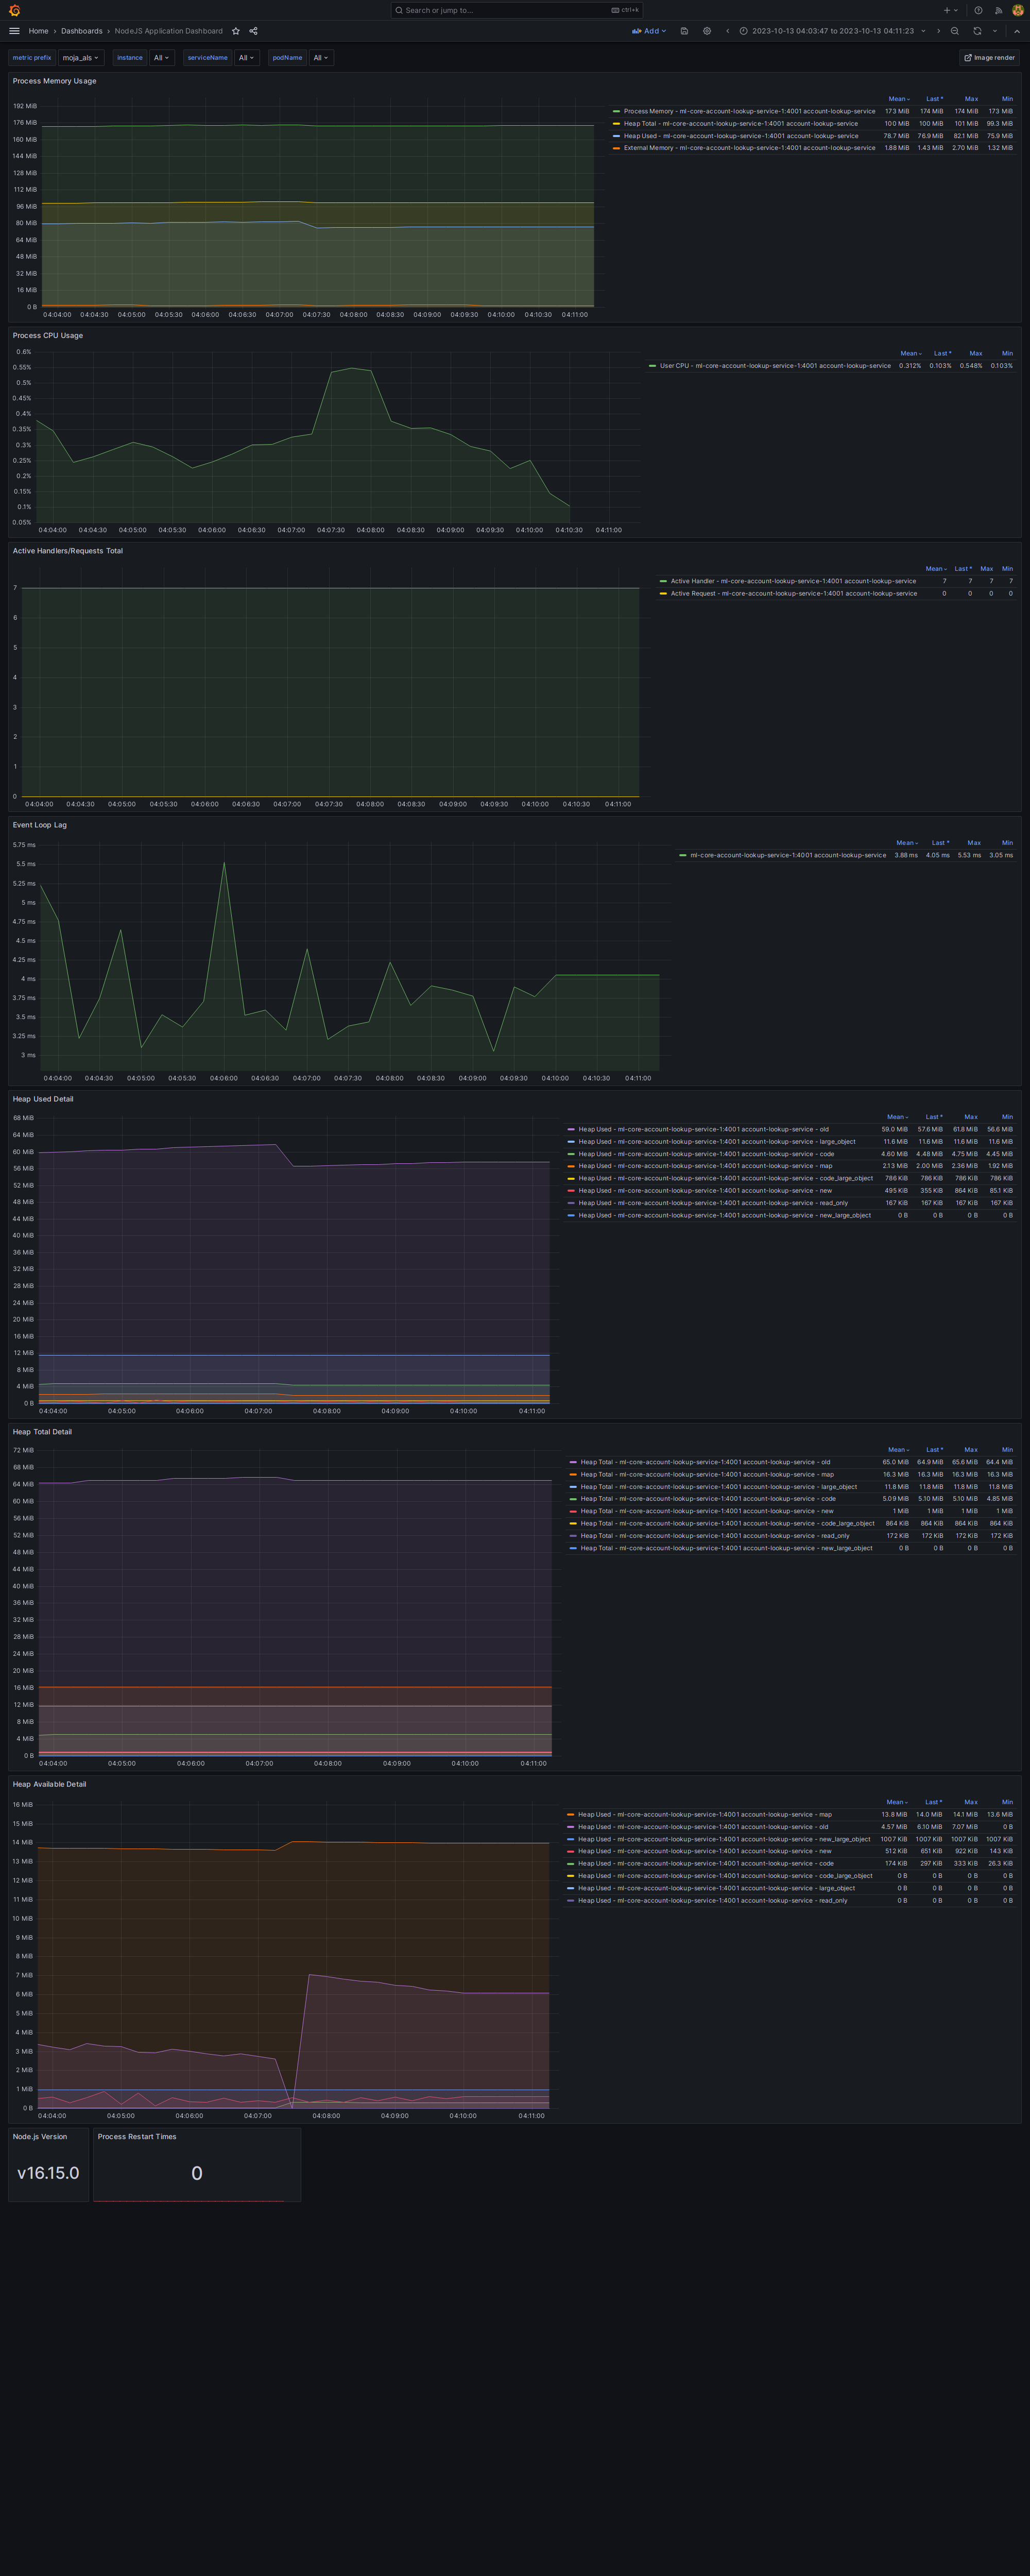 Search or jump to... ctrl+k
Home > Dashboards > NodeJS Application Dashboard Add 2023-10-13 04:03:47 to 2023-10-13 04:11:23
metric prefix moja_als instance All serviceName All podName All Image render
Process Memory Usage
Mean Last * Max Min
Process Memory - ml-core-account-lookup-service-1:4001 account-lookup-service 173 MiB 174 MiB 174 MiB 173 MiB
Heap Total - ml-core-account-lookup-service-1:4001 account-lookup-service 100 MiB 100 MiB 101 MiB 99.3 MiB
Heap Used - ml-core-account-lookup-service-1:4001 account-lookup-service 78.7 MiB 76.9 MiB 82.1 MiB 75.9 MiB
External Memory - ml-core-account-lookup-service-1:4001 account-lookup-service 1.88 MiB 1.43 MiB 2.70 MiB 1.32 MiB
192 MiB
176 MiB
160 MiB
144 MiB
128 MiB
112 MiB
96 MiB
80 MiB
64 MiB
48 MiB
32 MiB
16 MiB
0 B
04:04:00 04:04:30 04:05:00 04:05:30 04:06:00 04:06:30 04:07:00 04:07:30 04:08:00 04:08:30 04:09:00 04:09:30 04:10:00 04:10:30 04:11:00
Process CPU Usage
Mean Last * Max Min
User CPU - ml-core-account-lookup-service-1:4001 account-lookup-service 0.312% 0.103% 0.548% 0.103%
0.6%
0.55%
0.5%
0.45%
0.4%
0.35%
0.3%
0.25%
0.2%
0.15%
0.1%
0.05%
04:04:00 04:04:30 04:05:00 04:05:30 04:06:00 04:06:30 04:07:00 04:07:30 04:08:00 04:08:30 04:09:00 04:09:30 04:10:00 04:10:30 04:11:00
Active Handlers/Requests Total
Mean Last * Max Min
Active Handler - ml-core-account-lookup-service-1:4001 account-lookup-service 7 7 7 7
Active Request - ml-core-account-lookup-service-1:4001 account-lookup-service 0 0 0 0
7
6
5
4
3
2
1
0
04:04:00 04:04:30 04:05:00 04:05:30 04:06:00 04:06:30 04:07:00 04:07:30 04:08:00 04:08:30 04:09:00 04:09:30 04:10:00 04:10:30 04:11:00
Event Loop Lag
Mean Last * Max Min
ml-core-account-lookup-service-1:4001 account-lookup-service 3.88 ms 4.05 ms 5.53 ms 3.05 ms
5.75 ms
5.5 ms
5.25 ms
5 ms
4.75 ms
4.5 ms
4.25 ms
4 ms
3.75 ms
3.5 ms
3.25 ms
3 ms
04:04:00 04:04:30 04:05:00 04:05:30 04:06:00 04:06:30 04:07:00 04:07:30 04:08:00 04:08:30 04:09:00 04:09:30 04:10:00 04:10:30 04:11:00
Heap Used Detail
Mean Last * Max Min
Heap Used - ml-core-account-lookup-service-1:4001 account-lookup-service - old 59.0 MiB 57.6 MiB 61.8 MiB 56.6 MiB
Heap Used - ml-core-account-lookup-service-1:4001 account-lookup-service - large_object 11.6 MiB 11.6 MiB 11.6 MiB 11.6 MiB
Heap Used - ml-core-account-lookup-service-1:4001 account-lookup-service - code 4.60 MiB 4.48 MiB 4.75 MiB 4.45 MiB
Heap Used - ml-core-account-lookup-service-1:4001 account-lookup-service - map 2.13 MiB 2.00 MiB 2.36 MiB 1.92 MiB
Heap Used - ml-core-account-lookup-service-1:4001 account-lookup-service - code_large_object 786 KiB 786 KiB 786 KiB 786 KiB
Heap Used - ml-core-account-lookup-service-1:4001 account-lookup-service - new 495 KiB 355 KiB 864 KiB 85.1 KiB
Heap Used - ml-core-account-lookup-service-1:4001 account-lookup-service - read_only 167 KiB 167 KiB 167 KiB 167 KiB
Heap Used - ml-core-account-lookup-service-1:4001 account-lookup-service - new_large_object 0 B 0 B 0 B 0 B
68 MiB
64 MiB
60 MiB
56 MiB
52 MiB
48 MiB
44 MiB
40 MiB
36 MiB
32 MiB
28 MiB
24 MiB
20 MiB
16 MiB
12 MiB
8 MiB
4 MiB
0 B
04:04:00 04:05:00 04:06:00 04:07:00 04:08:00 04:09:00 04:10:00 04:11:00
Heap Total Detail
Mean Last * Max Min
Heap Total - ml-core-account-lookup-service-1:4001 account-lookup-service - old 65.0 MiB 64.9 MiB 65.6 MiB 64.4 MiB
Heap Total - ml-core-account-lookup-service-1:4001 account-lookup-service - map 16.3 MiB 16.3 MiB 16.3 MiB 16.3 MiB
Heap Total - ml-core-account-lookup-service-1:4001 account-lookup-service - large_object 11.8 MiB 11.8 MiB 11.8 MiB 11.8 MiB
Heap Total - ml-core-account-lookup-service-1:4001 account-lookup-service - code 5.09 MiB 5.10 MiB 5.10 MiB 4.85 MiB
Heap Total - ml-core-account-lookup-service-1:4001 account-lookup-service - new 1 MiB 1 MiB 1 MiB 1 MiB
Heap Total - ml-core-account-lookup-service-1:4001 account-lookup-service - code_large_object 864 KiB 864 KiB 864 KiB 864 KiB
Heap Total - ml-core-account-lookup-service-1:4001 account-lookup-service - read_only 172 KiB 172 KiB 172 KiB 172 KiB
Heap Total - ml-core-account-lookup-service-1:4001 account-lookup-service - new_large_object 0 B 0 B 0 B 0 B
72 MiB
68 MiB
64 MiB
60 MiB
56 MiB
52 MiB
48 MiB
44 MiB
40 MiB
36 MiB
32 MiB
28 MiB
24 MiB
20 MiB
16 MiB
12 MiB
8 MiB
4 MiB
0 B
04:04:00 04:05:00 04:06:00 04:07:00 04:08:00 04:09:00 04:10:00 04:11:00
Heap Available Detail
Mean Last * Max Min
Heap Used - ml-core-account-lookup-service-1:4001 account-lookup-service - map 13.8 MiB 14.0 MiB 14.1 MiB 13.6 MiB
Heap Used - ml-core-account-lookup-service-1:4001 account-lookup-service - old 4.57 MiB 6.10 MiB 7.07 MiB 0 B
Heap Used - ml-core-account-lookup-service-1:4001 account-lookup-service - new_large_object 1007 KiB 1007 KiB 1007 KiB 1007 KiB
Heap Used - ml-core-account-lookup-service-1:4001 account-lookup-service - new 512 KiB 651 KiB 922 KiB 143 KiB
Heap Used - ml-core-account-lookup-service-1:4001 account-lookup-service - code 174 KiB 297 KiB 333 KiB 26.3 KiB
Heap Used - ml-core-account-lookup-service-1:4001 account-lookup-service - code_large_object 0 B 0 B 0 B 0 B
Heap Used - ml-core-account-lookup-service-1:4001 account-lookup-service - large_object 0 B 0 B 0 B 0 B
Heap Used - ml-core-account-lookup-service-1:4001 account-lookup-service - read_only 0 B 0 B 0 B 0 B
16 MiB
15 MiB
14 MiB
13 MiB
12 MiB
11 MiB
10 MiB
9 MiB
8 MiB
7 MiB
6 MiB
5 MiB
4 MiB
3 MiB
2 MiB
1 MiB
0 B
04:04:00 04:05:00 04:06:00 04:07:00 04:08:00 04:09:00 04:10:00 04:11:00
Node.js Version Process Restart Times
v16.15.0 0